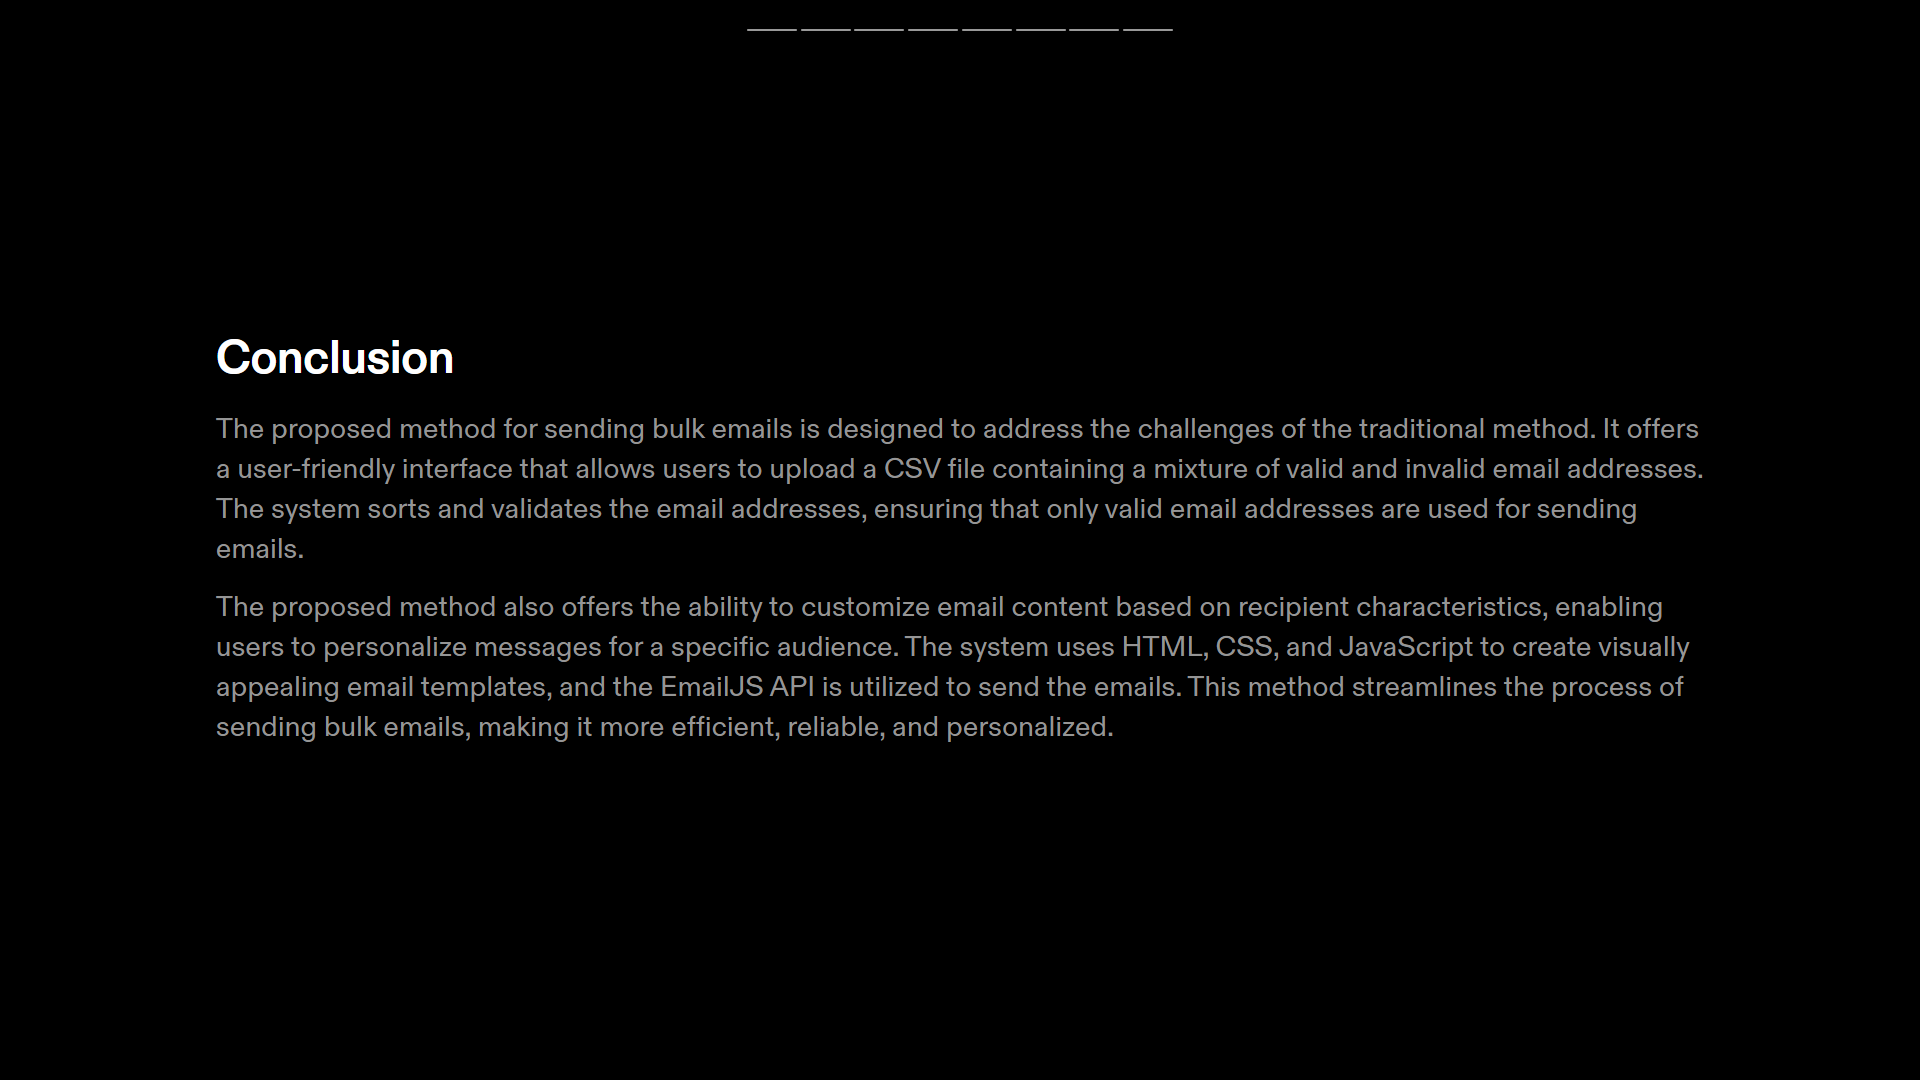 Conclusion
The proposed method for sending bulk emails is designed to address the challenges of the traditional method. It offers
a user-friendly interface that allows users to upload a CSV file containing a mixture of valid and invalid email addresses.
The system sorts and validates the email addresses, ensuring that only valid email addresses are used for sending
emails.
The proposed method also offers the ability to customize email content based on recipient characteristics, enabling
users to personalize messages for a specific audience. The system uses HTML, CSS, and JavaScript to create visually
appealing email templates, and the EmailJS API is utilized to send the emails. This method streamlines the process of
sending bulk emails, making it more efficient, reliable, and personalized.